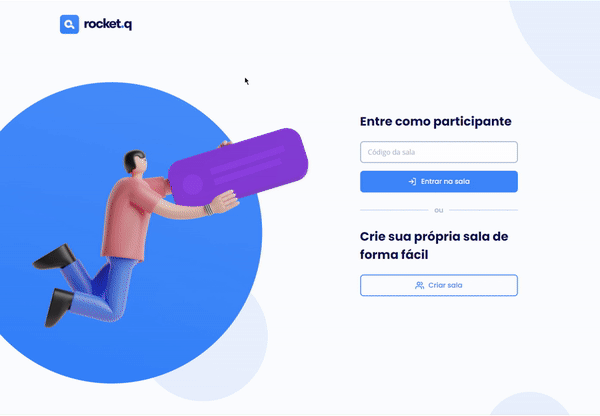 rocket.q
Entre como participante
Código da sala
Entrar na sala
ou
Crie sua própria sala de
forma fácil
Criar sala